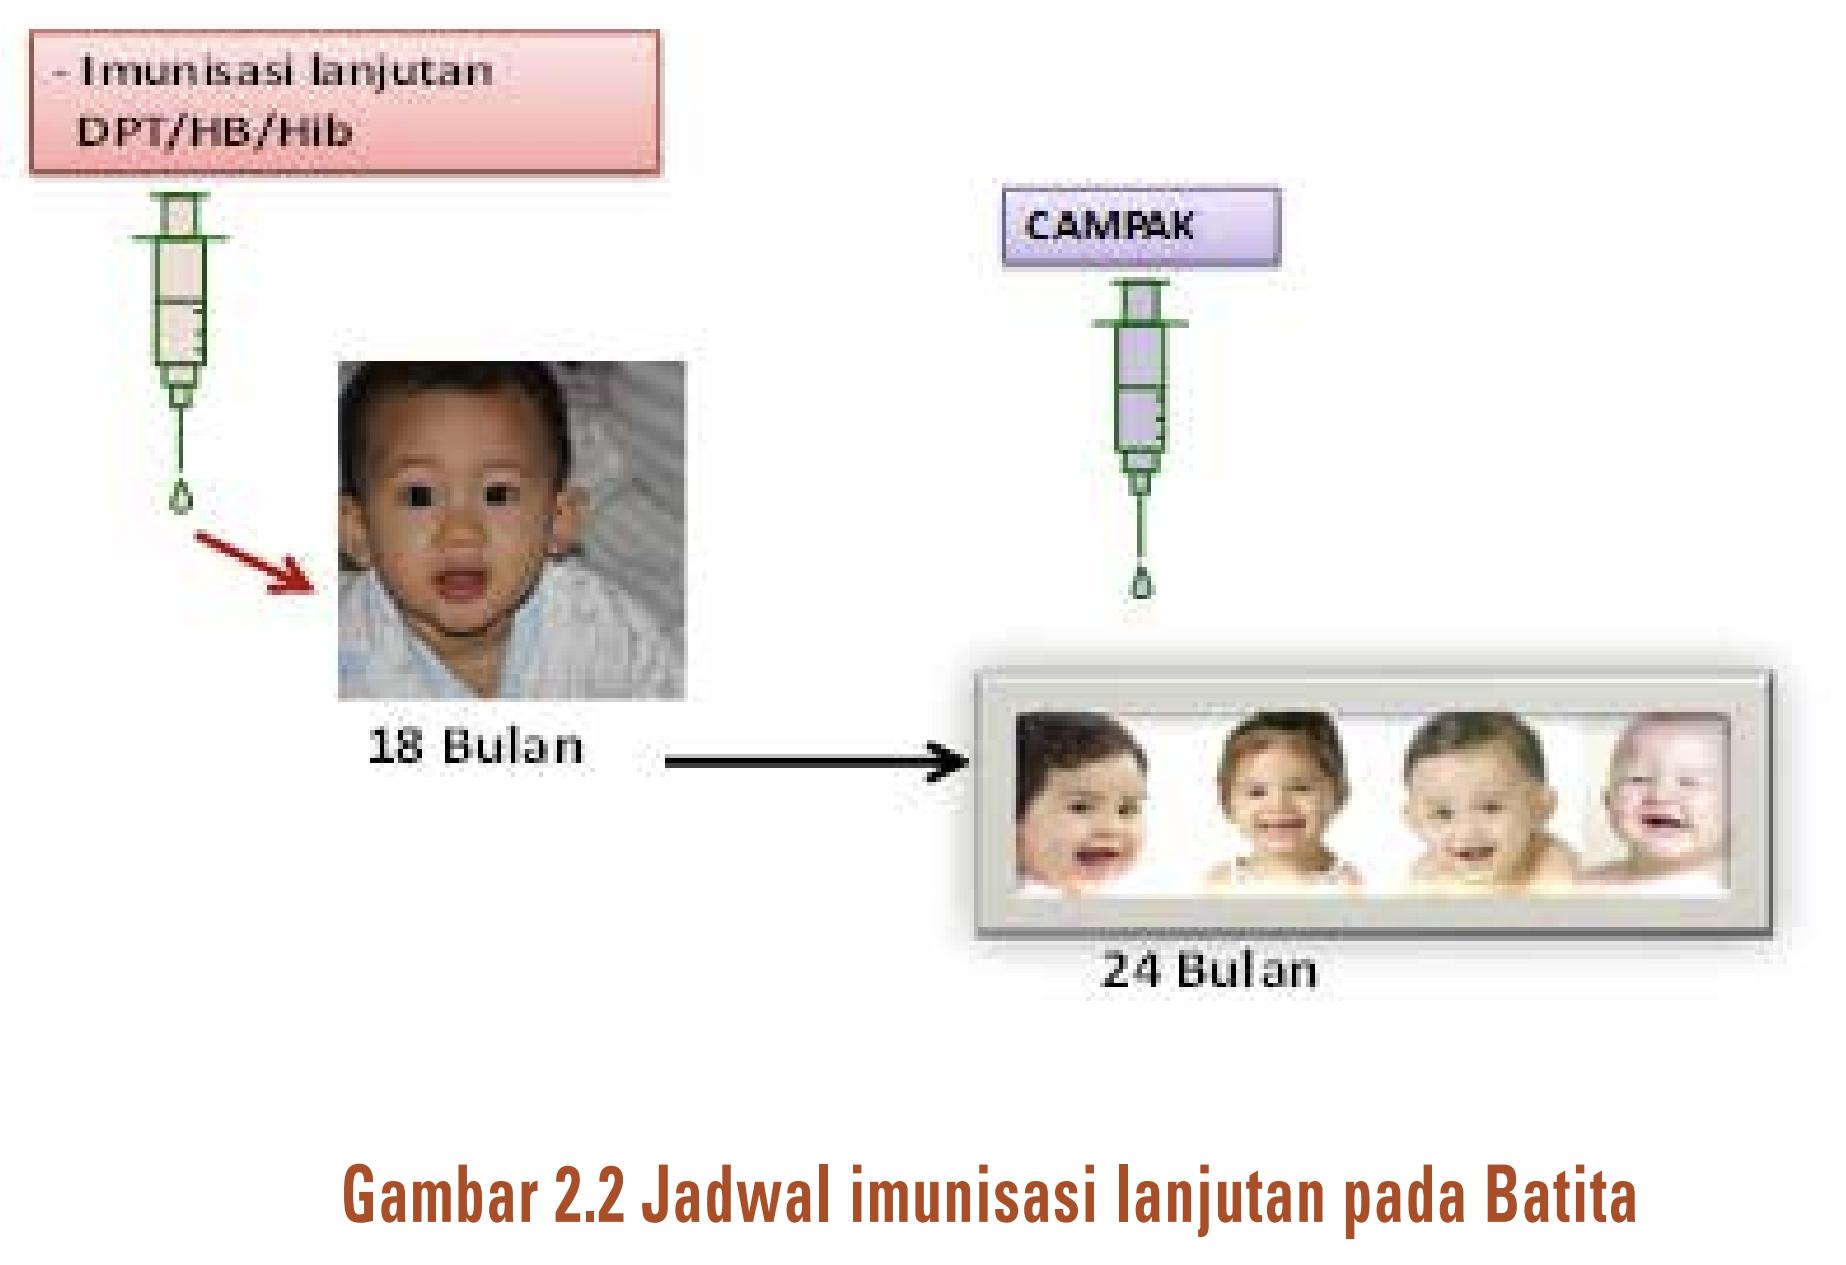 - Imunisasi lanjutan
DPT/HB/Hib
CAMPAK
18 Bulan
24 Bulan
Gambar 2.2 Jadwal imunisasi lanjutan pada Batita